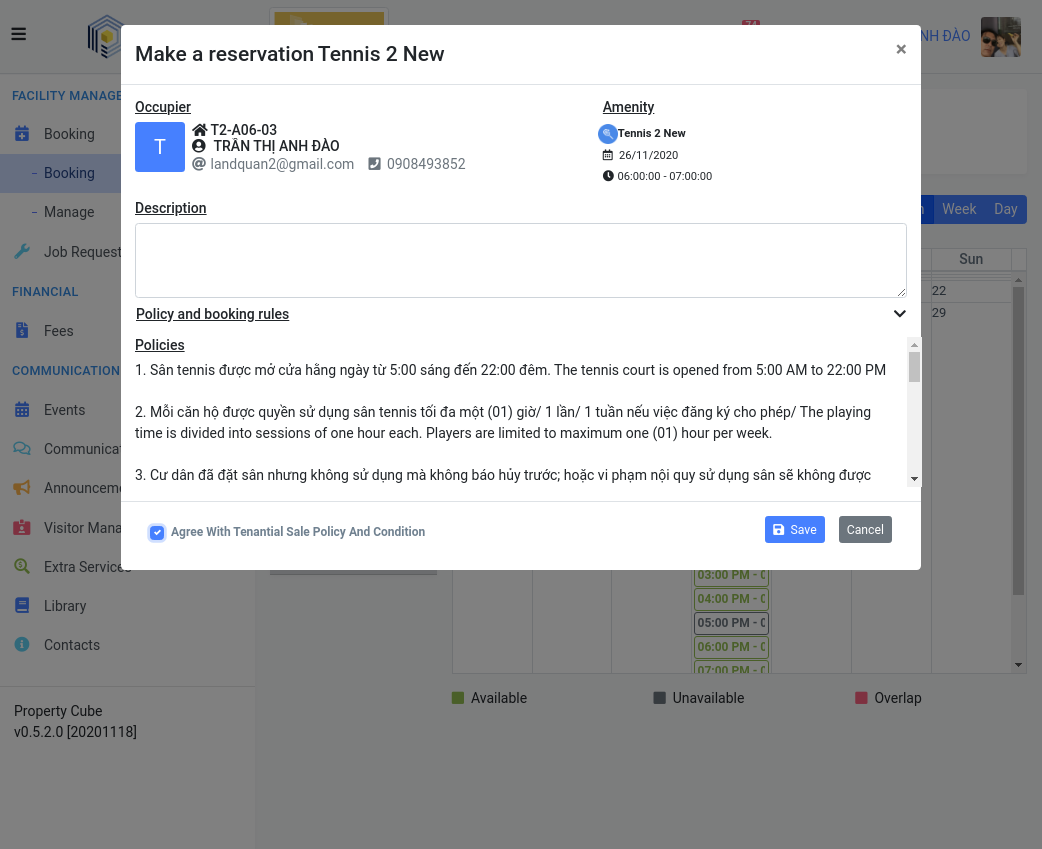 74
NH ĐÀO
Make a reservation Tennis 2 New
×
Occupier
Amenity
T
T2-A06-03
TRẦN THỊ ANH ĐÀO
landquan2@gmail.com 0908493852
Tennis 2 New
26/11/2020
06:00:00 - 07:00:00
Description
Policy and booking rules
Policies
1. Sân tennis được mở cửa hằng ngày từ 5:00 sáng đến 22:00 đêm. The tennis court is opened from 5:00 AM to 22:00 PM
2. Mỗi căn hộ được quyền sử dụng sân tennis tối đa một (01) giờ/ 1 lần/ 1 tuần nếu việc đăng ký cho phép/ The playing
time is divided into sessions of one hour each. Players are limited to maximum one (01) hour per week.
3. Cư dân đã đặt sân nhưng không sử dụng mà không báo hủy trước; hoặc vi phạm nội quy sử dụng sân sẽ không được
Agree With Tenantial Sale Policy And Condition
Save
Cancel
FACILITY MANAGE
Booking
Booking
Manage
Job Request
FINANCIAL
Fees
COMMUNICATION
Events
Communica
Announceme
Visitor Mana
Extra Services
Library
Contacts
Property Cube
v0.5.2.0 [20201118]
Week
Day
Sun
22
29
03:00 PM - 0
04:00 PM - 0
05:00 PM - 0
06:00 PM - 0
07:00 PM - 0
Available
Unavailable
Overlap